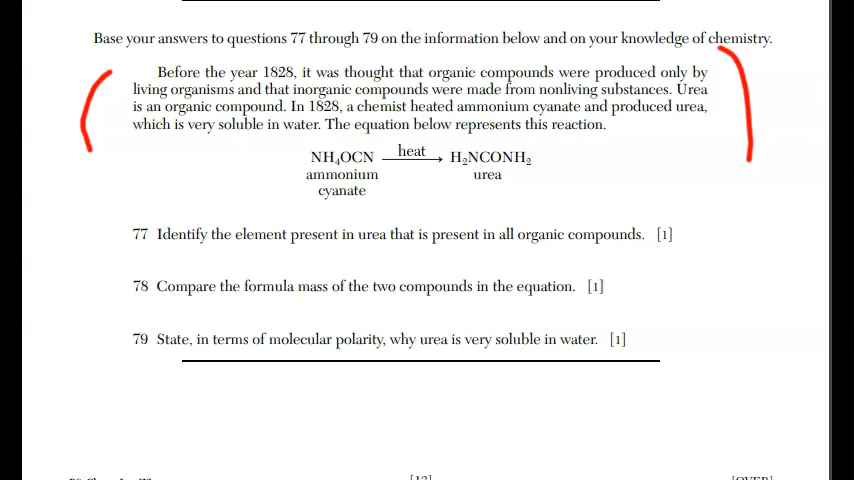 Base your answers to questions 77 through 79 on the information below and on your knowledge of chemistry.
Before the year 1828, it was thought that organic compounds were produced only by
living organisms and that inorganic compounds were made from nonliving substances. Urea
is an organic compound. In 1828, a chemist heated ammonium cyanate and produced urea,
which is very soluble in water. The equation below represents this reaction.
NH₄OCN heat → H₂NCONH₂
ammonium urea
cyanate
77 Identify the element present in urea that is present in all organic compounds. [1]
78 Compare the formula mass of the two compounds in the equation. [1]
79 State, in terms of molecular polarity, why urea is very soluble in water. [1]